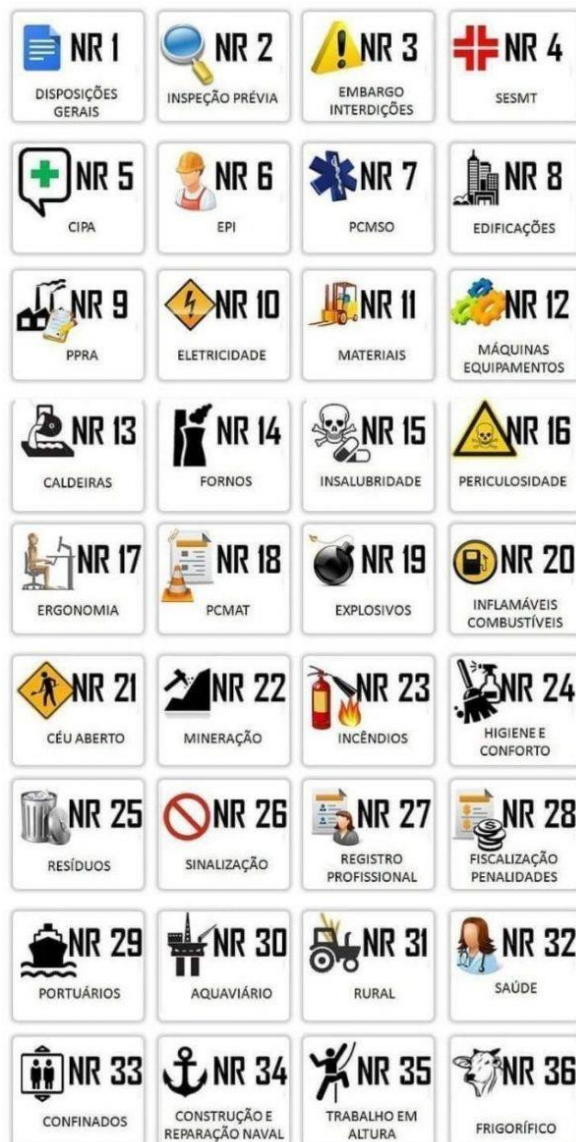 NR 1
DISPOSIÇÕES
GERAIS
NR 2
INSPEÇÃO PRÉVIA
NR 3
EMBARGO
INTERDIÇÕES
NR 4
SESMT
NR 5
CIPA
NR 6
EPI
NR 7
PCMSO
NR 8
EDIFICAÇÕES
NR 9
PPRA
NR 10
ELETRICIDADE
NR 11
MATERIAIS
NR 12
MÁQUINAS
EQUIPAMENTOS
NR 13
CALDEIRAS
NR 14
FORNOS
NR 15
INSALUBRIDADE
NR 16
PERICULOSIDADE
NR 17
ERGONOMIA
NR 18
PCMAT
NR 19
EXPLOSIVOS
NR 20
INFLAMÁVEIS
COMBUSTÍVEIS
NR 21
CÉU ABERTO
NR 22
MINERAÇÃO
NR 23
INCÊNDIOS
NR 24
HIGIENE E
CONFORTO
NR 25
RESÍDUOS
NR 26
SINALIZAÇÃO
NR 27
REGISTRO
PROFISSIONAL
NR 28
FISCALIZAÇÃO
PENALIDADES
NR 29
PORTUÁRIOS
NR 30
AQUAVIÁRIO
NR 31
RURAL
NR 32
SAÚDE
NR 33
CONFINADOS
NR 34
CONSTRUÇÃO E
REPARAÇÃO NAVAL
NR 35
TRABALHO EM
ALTURA
NR 36
FRIGORÍFICO